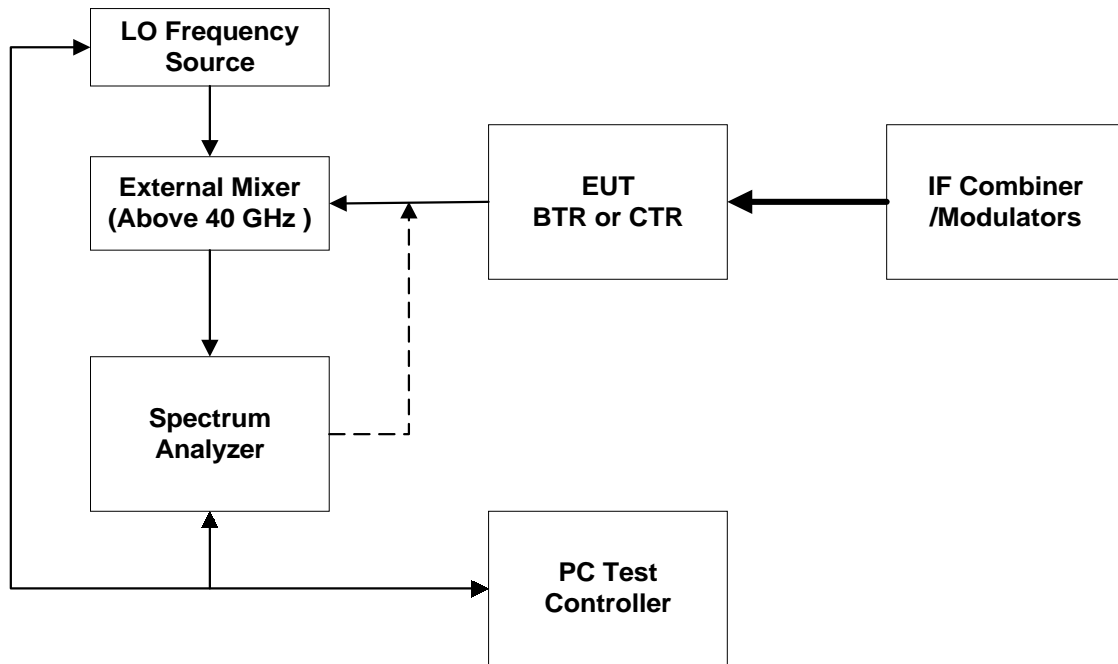 LO Frequency
Source
External Mixer
(Above 40 GHz )
EUT
BTR or CTR
IF Combiner
/Modulators
Spectrum
Analyzer
PC Test
Controller